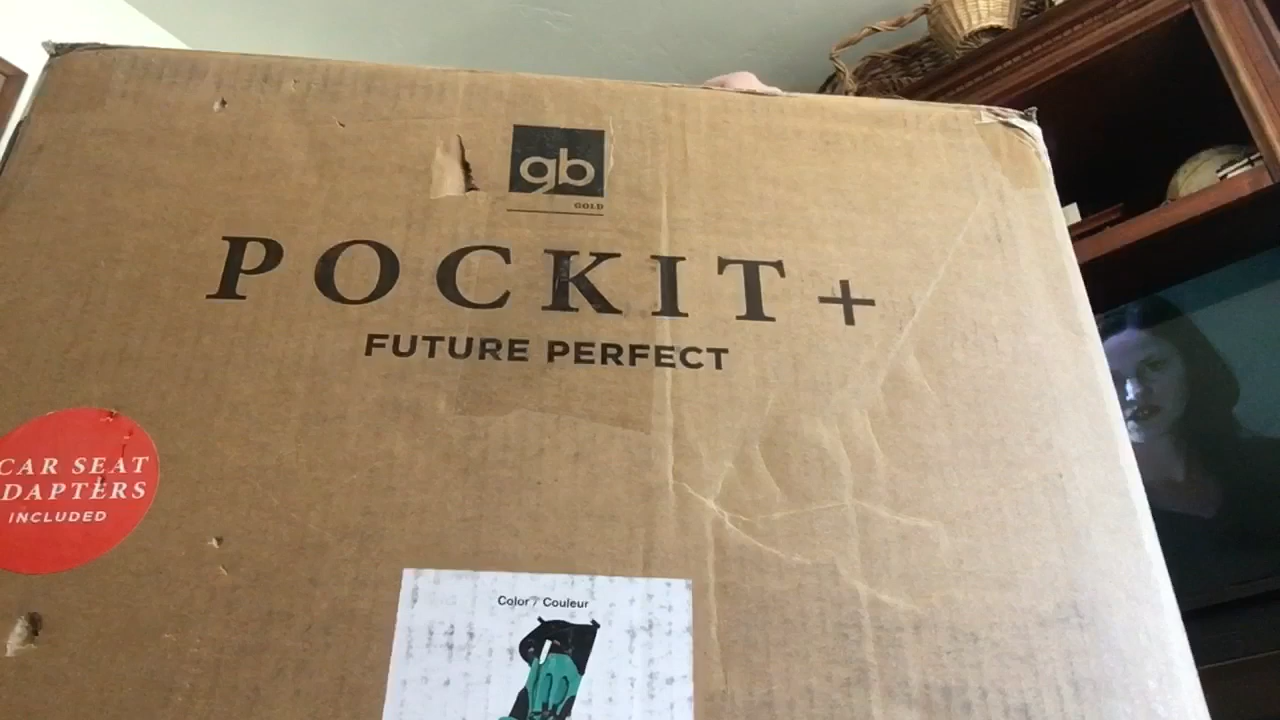 gb
GOLD
POCKIT+
FUTURE PERFECT
CAR SEAT
DAPTERS
INCLUDED
Color / Couleur